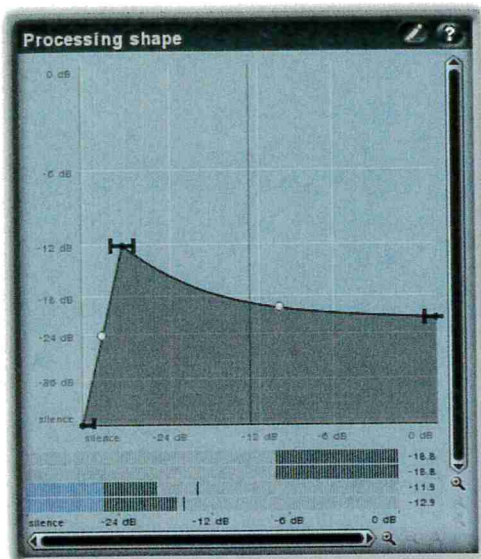 Processing shape
?
0 dB
-6 dB
-12 dB
-18 dB
-24 dB
-36 dB
silence
silence -24 dB -12 dB -6 dB 0 dB
-18.8
-18.8
-11.9
-12.9
silence -24 dB -12 dB -6 dB 0 dB